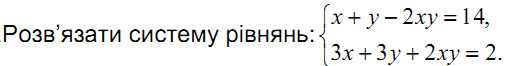 Розв’язати систему рівнянь: { x + y − 2xy = 14,
3x + 3y + 2xy = 2.